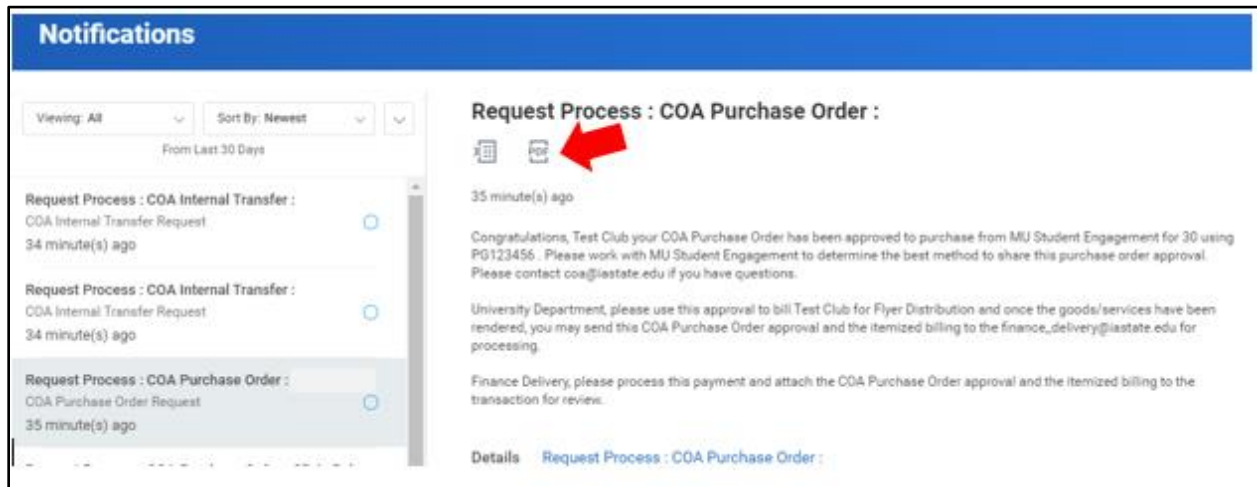 Notifications
Viewing: All
Sort By: Newest
From Last 30 Days
Request Process : COA Internal Transfer :
COA Internal Transfer Request
34 minute(s) ago
Request Process : COA Internal Transfer :
COA Internal Transfer Request
34 minute(s) ago
Request Process : COA Purchase Order :
COA Purchase Order Request
35 minute(s) ago
Request Process : COA Purchase Order :
PDF
35 minute(s) ago
Congratulations, Test Club your COA Purchase Order has been approved to purchase from MU Student Engagement for 30 using
PG123456 . Please work with MU Student Engagement to determine the best method to share this purchase order approval.
Please contact coa@iastate.edu if you have questions.
University Department, please use this approval to bill Test Club for Flyer Distribution and once the goods/services have been
rendered, you may send this COA Purchase Order approval and the itemized billing to the finance_delivery@iastate.edu for
processing.
Finance Delivery, please process this payment and attach the COA Purchase Order approval and the itemized billing to the
transaction for review.
Details Request Process : COA Purchase Order :